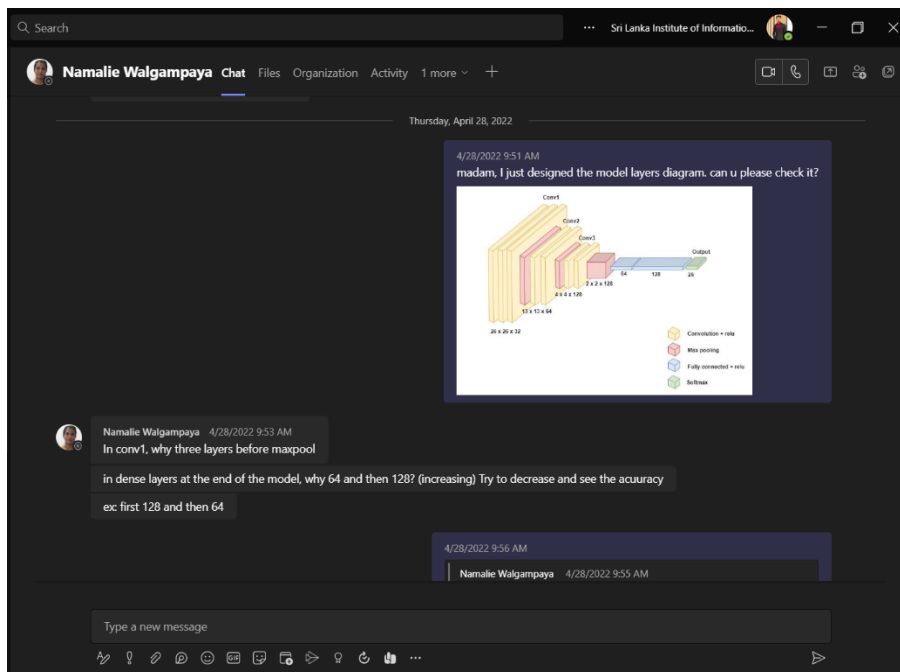 Search
Sri Lanka Institute of Informatio...
Namalie Walgampaya Chat Files Organization Activity 1 more
Thursday, April 28, 2022
4/28/2022 9:51 AM
madam, I just designed the model layers diagram. can u please check it?
Conv1
Conv2
Conv3
Output
64 128 26
2 x 2 x 128
4 x 4 x 128
13 x 13 x 64
26 x 26 x 32
Convolution + relu
Max pooling
Fully connected + relu
Softmax
Namalie Walgampaya 4/28/2022 9:53 AM
In conv1, why three layers before maxpool
in dense layers at the end of the model, why 64 and then 128? (increasing) Try to decrease and see the acuuracy
ex: first 128 and then 64
4/28/2022 9:56 AM
Namalie Walgampaya 4/28/2022 9:55 AM
Type a new message
GIF